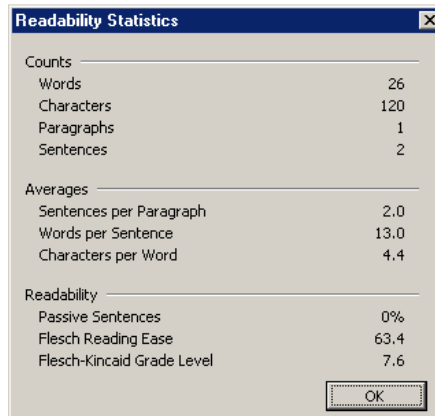 Readability Statistics
Counts
Words 26
Characters 120
Paragraphs 1
Sentences 2
Averages
Sentences per Paragraph 2.0
Words per Sentence 13.0
Characters per Word 4.4
Readability
Passive Sentences 0%
Flesch Reading Ease 63.4
Flesch-Kincaid Grade Level 7.6
OK